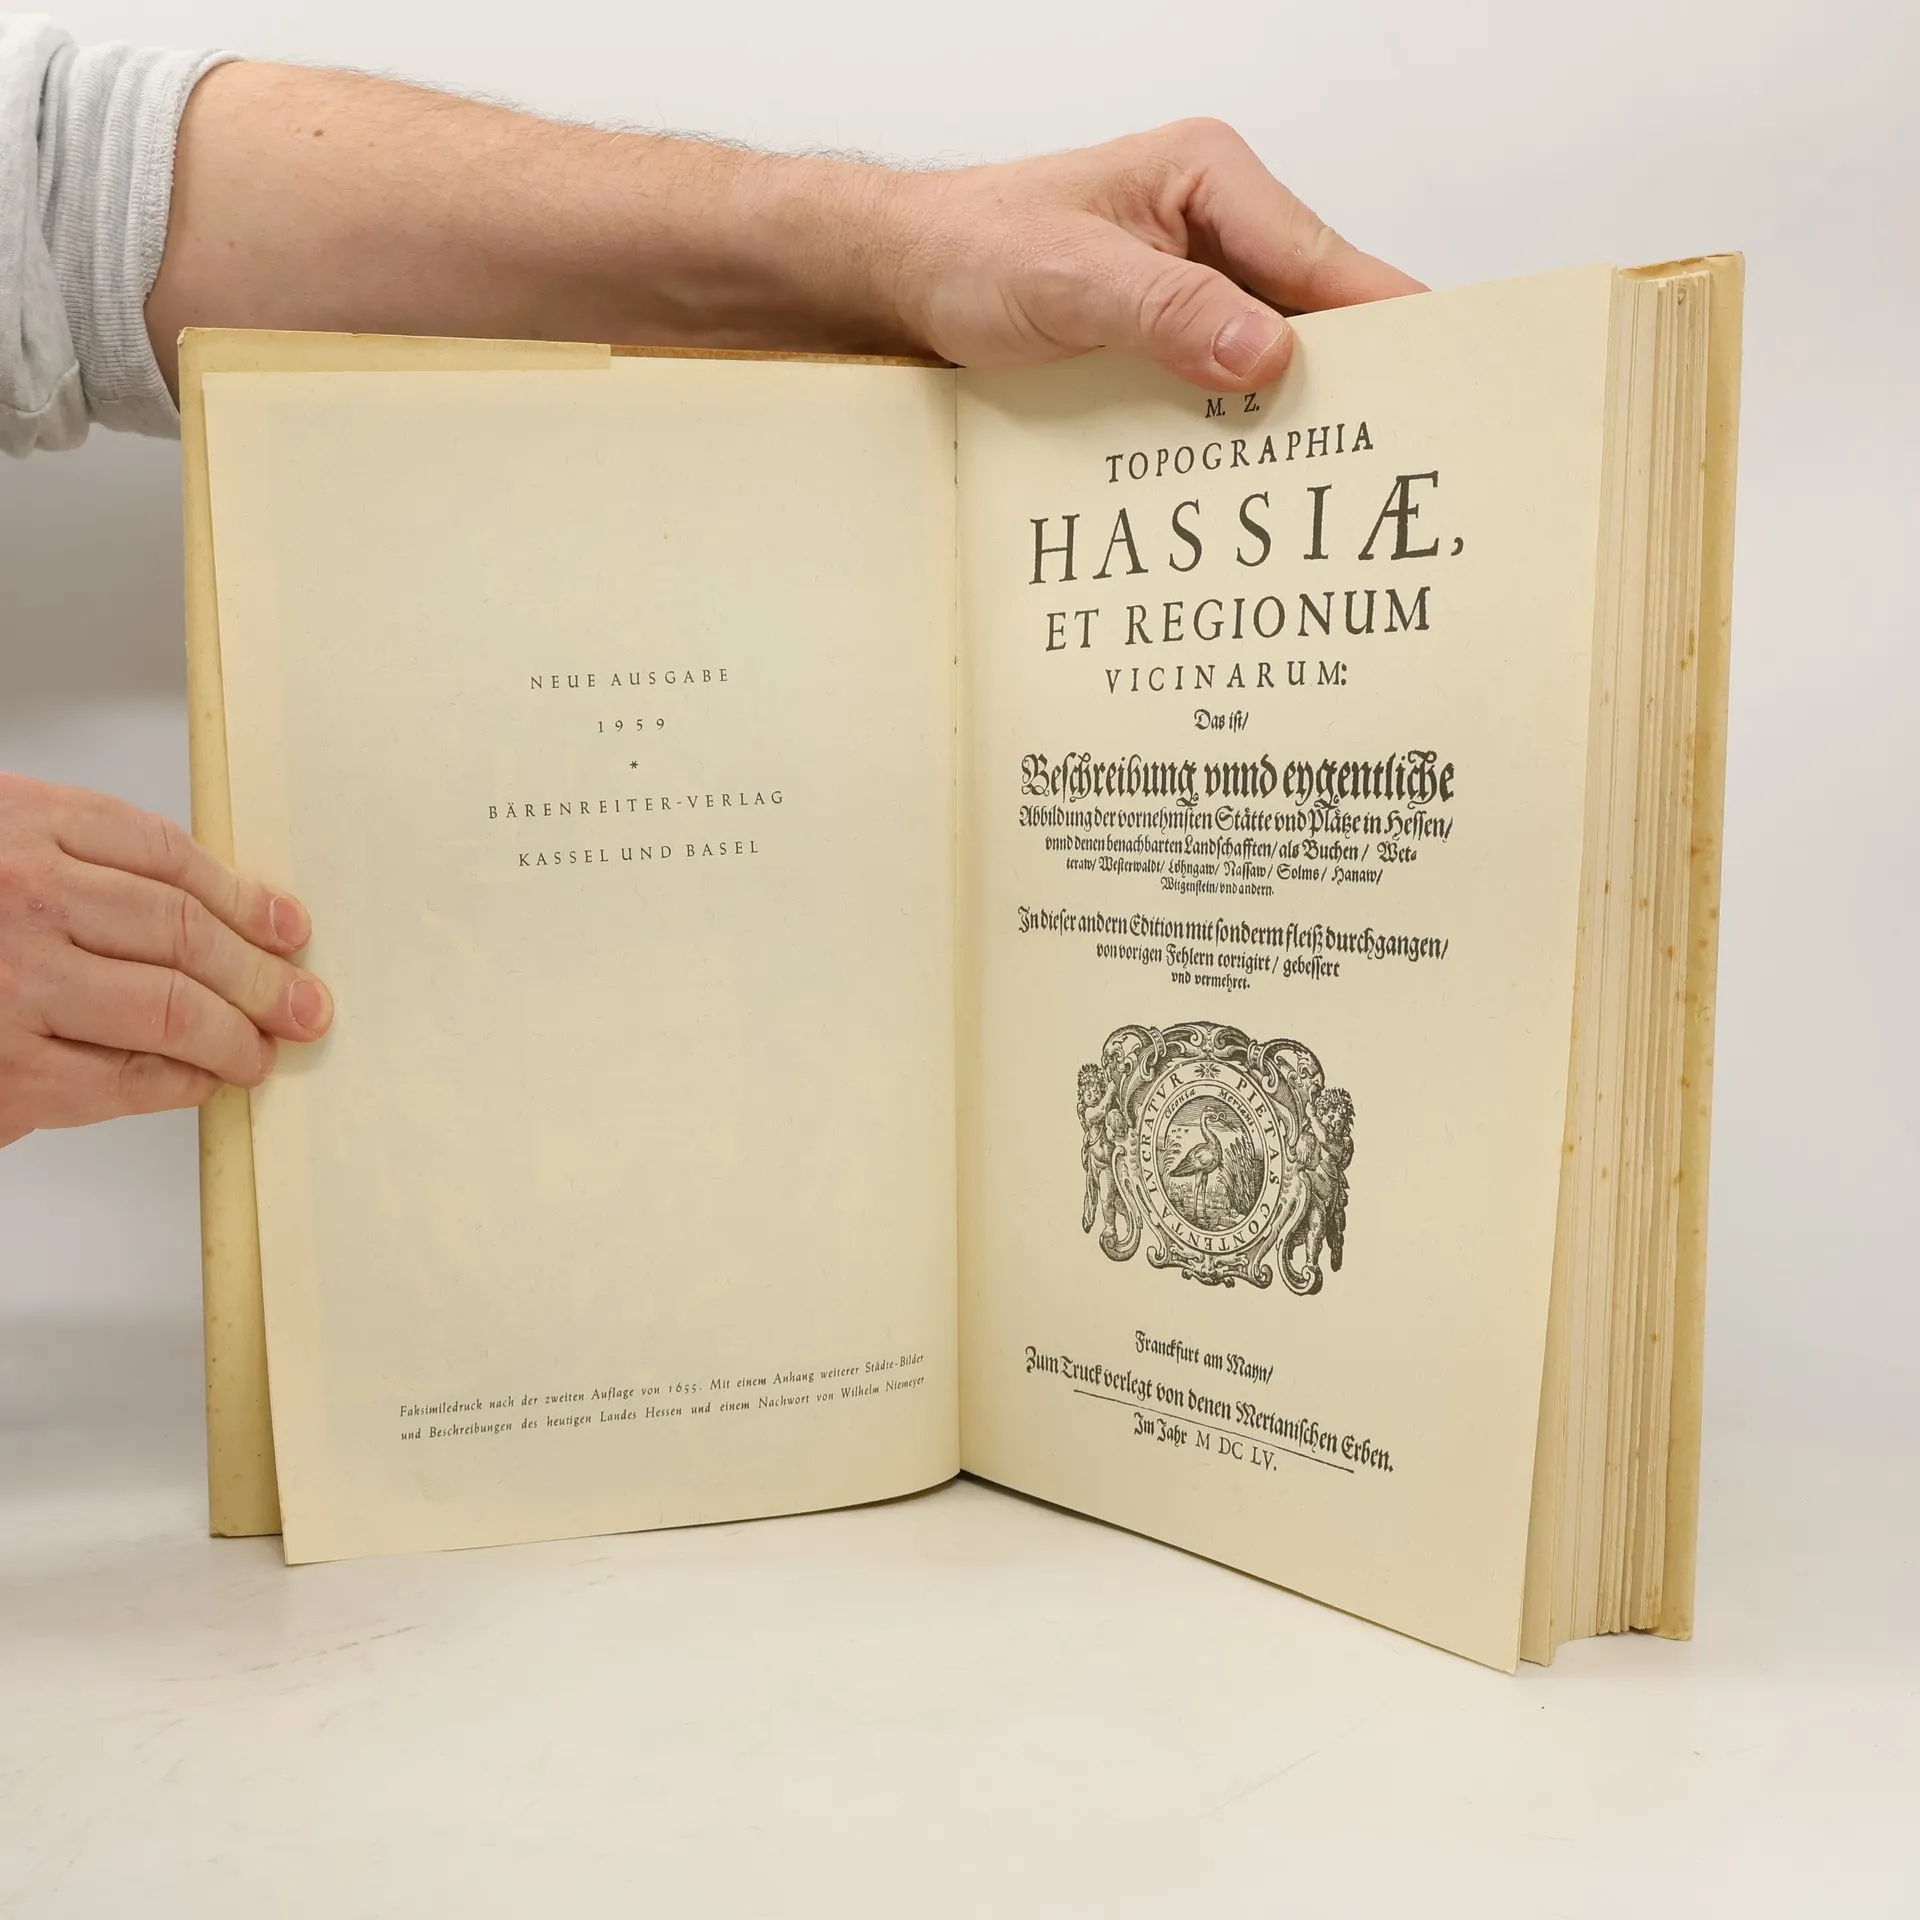 NEUE AUSGABE
1959
*
BÄRENREITER-VERLAG
KASSEL UND BASEL
Faksimiledruck nach der zweiten Auflage von 1655. Mit einem Anhang weiterer Städte-Bilder
und Beschreibungen des heutigen Landes Hessen und einem Nachwort von Wilhelm Niemeyer
M. Z.
TOPOGRAPHIA
HASSIÆ,
ET REGIONUM
VICINARUM:
Das ist/
Beschreibung vnnd eygentliche
Abbildung der vornehmsten Stätte vnd Plätze in Hessen/
vnnd denen benachbarten Landschafften/ als Buchen/ Wet-
teraw/ Westerwaldt/ Löhngaw/ Nassaw/ Solms/ Hanaw/
Witgenstein/ vnd andern.
In dieser andern Edition mit sonderm fleiß durchgangen/
von vorigen Fehlern corrigirt/ gebessert
vnd vermehret.
PIETAS CONTENTA LVCRATVR
Ciconia Meriani.
Franckfurt am Mayn/
Zum Truck verlegt von denen Merianischen Erben.
Im Jahr M DC LV.